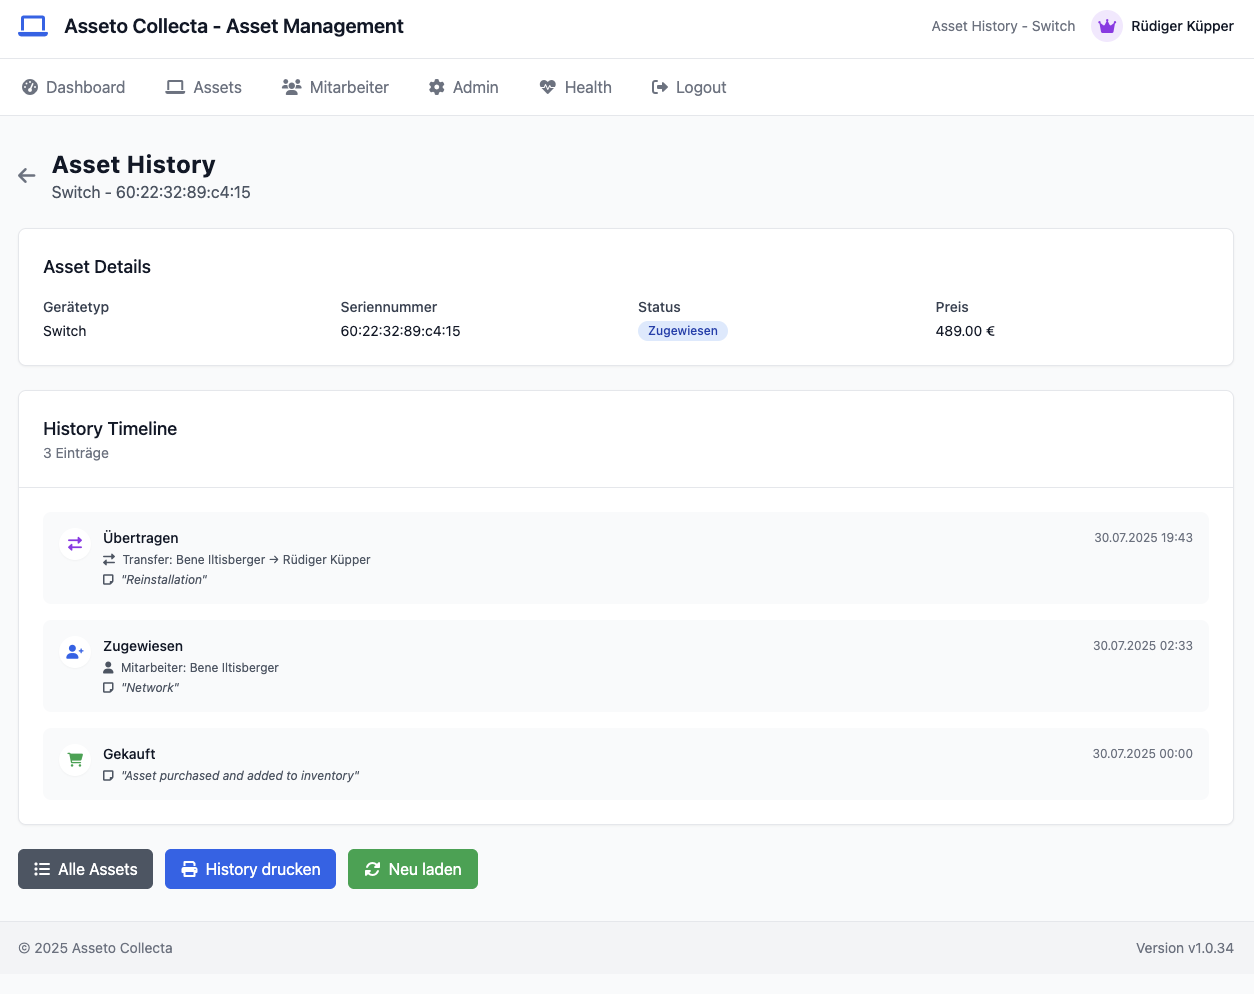 Asseto Collecta - Asset Management
Asset History - Switch
Rüdiger Küpper
Dashboard
Assets
Mitarbeiter
Admin
Health
Logout
Asset History
Switch - 60:22:32:89:c4:15
Asset Details
Gerätetyp
Switch
Seriennummer
60:22:32:89:c4:15
Status
Zugewiesen
Preis
489.00 €
History Timeline
3 Einträge
Übertragen
30.07.2025 19:43
Transfer: Bene Iltisberger → Rüdiger Küpper
"Reinstallation"
Zugewiesen
30.07.2025 02:33
Mitarbeiter: Bene Iltisberger
"Network"
Gekauft
30.07.2025 00:00
"Asset purchased and added to inventory"
Alle Assets
History drucken
Neu laden
© 2025 Asseto Collecta
Version v1.0.34